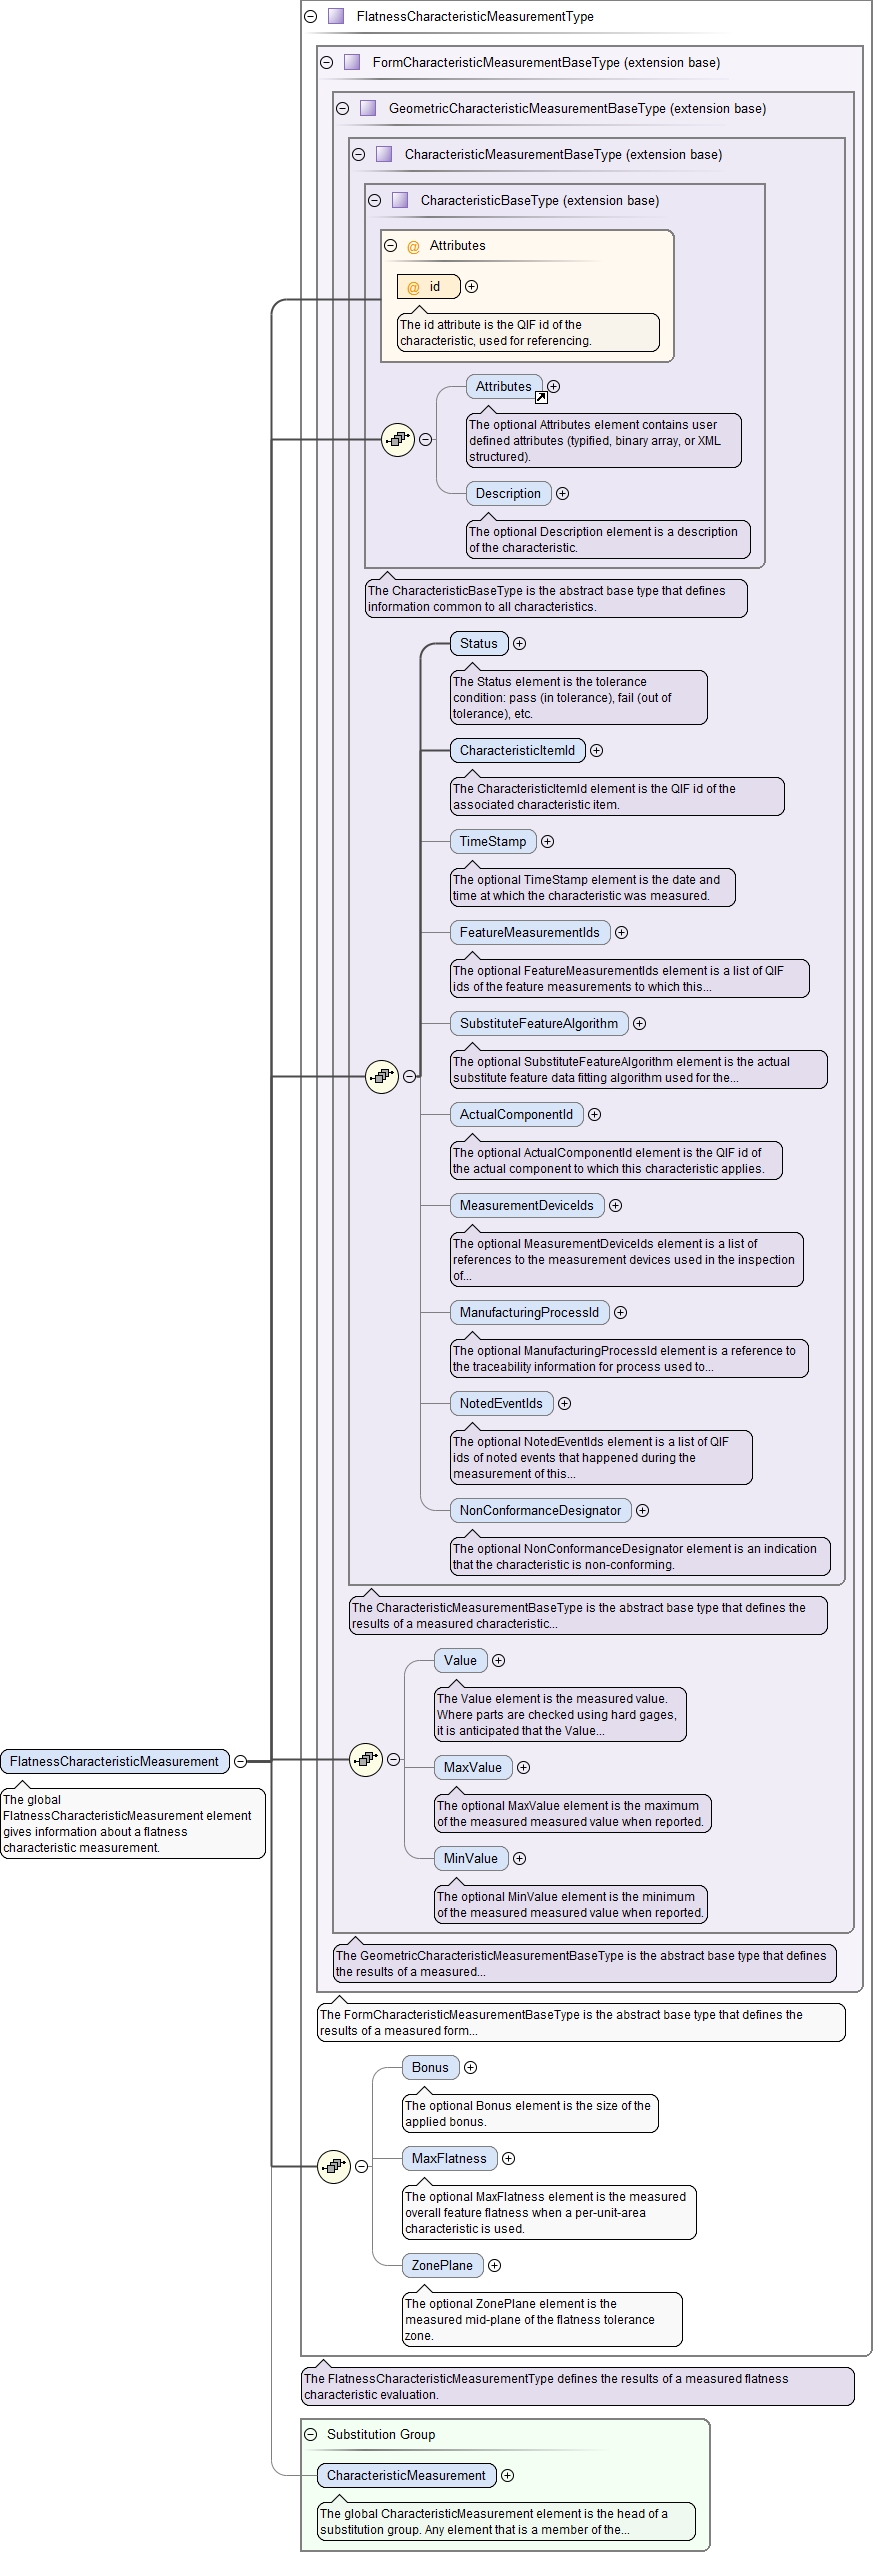 FlatnessCharacteristicMeasurementType
FormCharacteristicMeasurementBaseType (extension base)
GeometricCharacteristicMeasurementBaseType (extension base)
CharacteristicMeasurementBaseType (extension base)
CharacteristicBaseType (extension base)
@ Attributes
@ id
The id attribute is the QIF id of the
characteristic, used for referencing.
Attributes
The optional Attributes element contains user
defined attributes (typified, binary array, or XML
structured).
Description
The optional Description element is a description
of the characteristic.
The CharacteristicBaseType is the abstract base type that defines
information common to all characteristics.
Status
The Status element is the tolerance
condition: pass (in tolerance), fail (out of
tolerance), etc.
CharacteristicItemId
The CharacteristicItemId element is the QIF id of the
associated characteristic item.
TimeStamp
The optional TimeStamp element is the date and
time at which the characteristic was measured.
FeatureMeasurementIds
The optional FeatureMeasurementIds element is a list of QIF
ids of the feature measurements to which this...
SubstituteFeatureAlgorithm
The optional SubstituteFeatureAlgorithm element is the actual
substitute feature data fitting algorithm used for the...
ActualComponentId
The optional ActualComponentId element is the QIF id of
the actual component to which this characteristic applies.
MeasurementDeviceIds
The optional MeasurementDeviceIds element is a list of
references to the measurement devices used in the inspection
of...
ManufacturingProcessId
The optional ManufacturingProcessId element is a reference to
the traceability information for process used to...
NotedEventIds
The optional NotedEventIds element is a list of QIF
ids of noted events that happened during the
measurement of this...
NonConformanceDesignator
The optional NonConformanceDesignator element is an indication
that the characteristic is non-conforming.
The CharacteristicMeasurementBaseType is the abstract base type that defines the
results of a measured characteristic...
Value
The Value element is the measured value.
Where parts are checked using hard gages,
it is anticipated that the Value...
FlatnessCharacteristicMeasurement
The global
FlatnessCharacteristicMeasurement element
gives information about a flatness
characteristic measurement.
MaxValue
The optional MaxValue element is the maximum
of the measured measured value when reported.
MinValue
The optional MinValue element is the minimum
of the measured measured value when reported.
The GeometricCharacteristicMeasurementBaseType is the abstract base type that defines
the results of a measured...
The FormCharacteristicMeasurementBaseType is the abstract base type that defines the
results of a measured form...
Bonus
The optional Bonus element is the size of the
applied bonus.
MaxFlatness
The optional MaxFlatness element is the measured
overall feature flatness when a per-unit-area
characteristic is used.
ZonePlane
The optional ZonePlane element is the
measured mid-plane of the flatness tolerance
zone.
The FlatnessCharacteristicMeasurementType defines the results of a measured flatness
characteristic evaluation.
Substitution Group
CharacteristicMeasurement
The global CharacteristicMeasurement element is the head of a
substitution group. Any element that is a member of the...